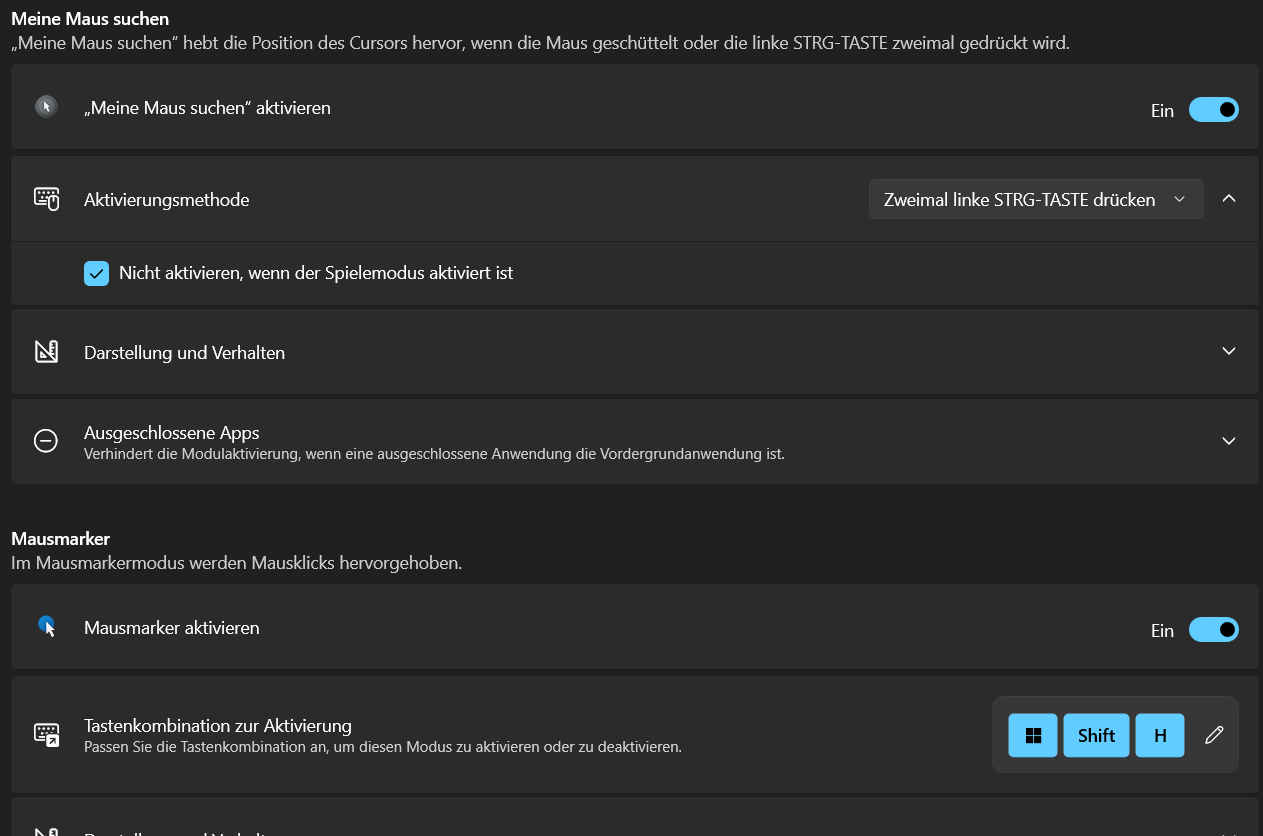 Meine Maus suchen
„Meine Maus suchen“ hebt die Position des Cursors hervor, wenn die Maus geschüttelt oder die linke STRG-TASTE zweimal gedrückt wird.
„Meine Maus suchen“ aktivieren
Ein
Aktivierungsmethode
Zweimal linke STRG-TASTE drücken
Nicht aktivieren, wenn der Spielemodus aktiviert ist
Darstellung und Verhalten
Ausgeschlossene Apps
Verhindert die Modulaktivierung, wenn eine ausgeschlossene Anwendung die Vordergrundanwendung ist.
Mausmarker
Im Mausmarkermodus werden Mausklicks hervorgehoben.
Mausmarker aktivieren
Ein
Tastenkombination zur Aktivierung
Passen Sie die Tastenkombination an, um diesen Modus zu aktivieren oder zu deaktivieren.
Shift
H